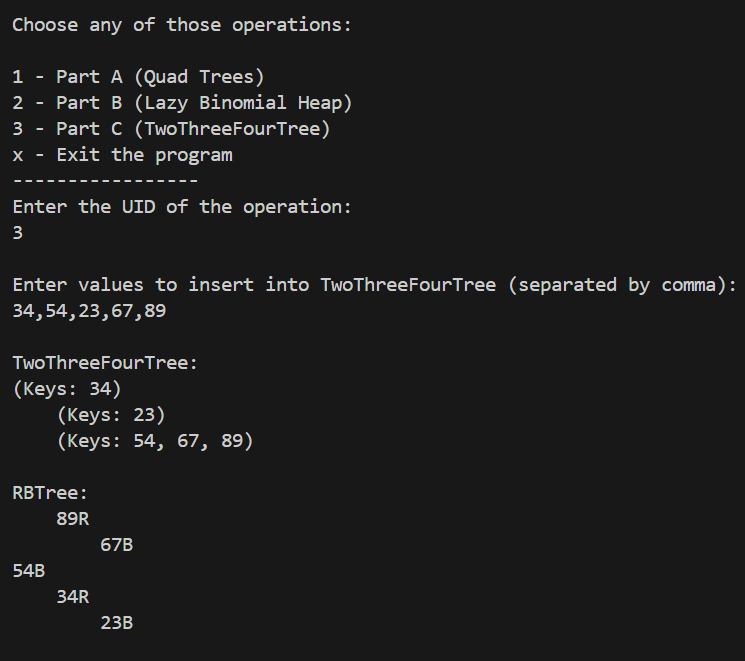 Choose any of those operations:
1 - Part A (Quad Trees)
2 - Part B (Lazy Binomial Heap)
3 - Part C (TwoThreeFourTree)
x - Exit the program
-----------------
Enter the UID of the operation:
3
Enter values to insert into TwoThreeFourTree (separated by comma):
34,54,23,67,89
TwoThreeFourTree:
(Keys: 34)
    (Keys: 23)
    (Keys: 54, 67, 89)
RBTree:
    89R
        67B
54B
    34R
        23B